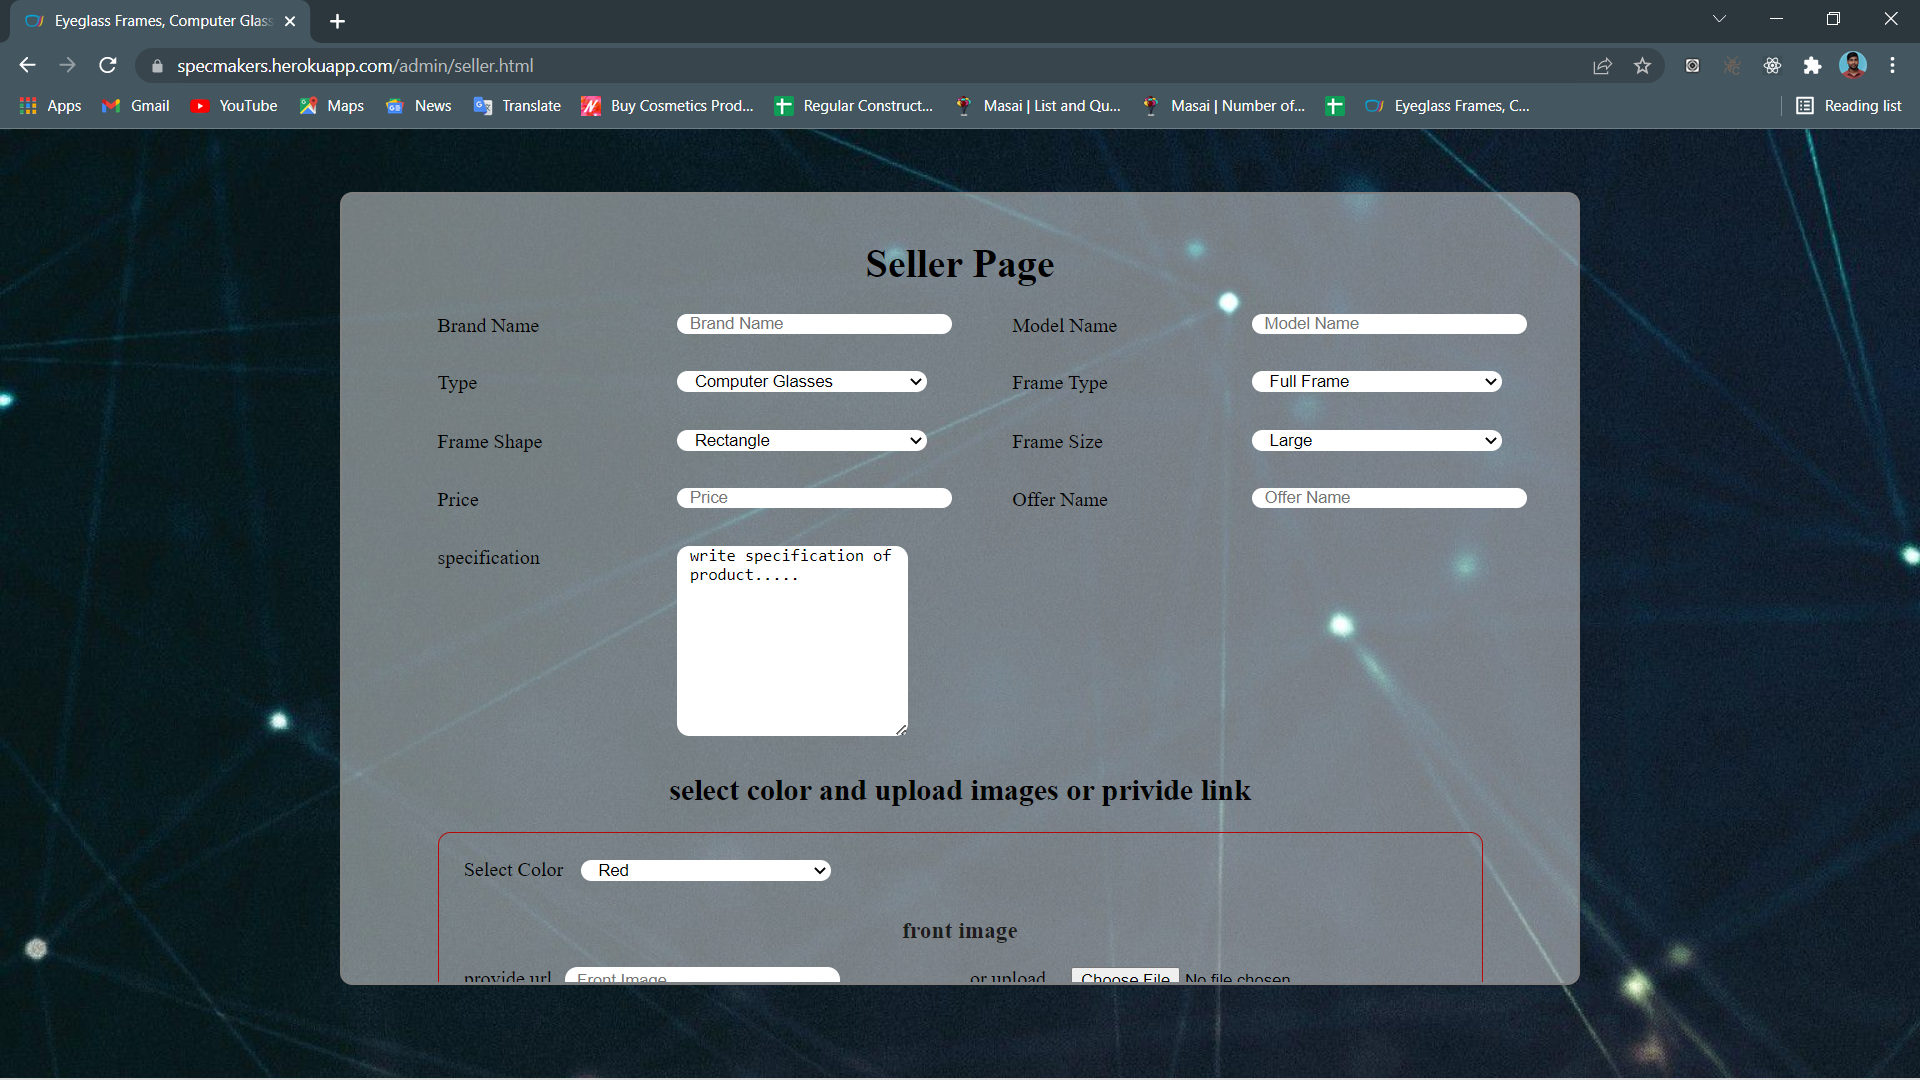 Eyeglass Frames, Computer Glass
specmakers.herokuapp.com/admin/seller.html
Apps Gmail YouTube Maps News Translate Buy Cosmetics Prod... Regular Construct... Masai | List and Qu... Masai | Number of... Eyeglass Frames, C... Reading list
Seller Page
Brand Name Brand Name Model Name Model Name
Type Computer Glasses Frame Type Full Frame
Frame Shape Rectangle Frame Size Large
Price Price Offer Name Offer Name
specification write specification of
product.....
select color and upload images or privide link
Select Color Red
front image
provide url Front Image or upload Choose File No file chosen